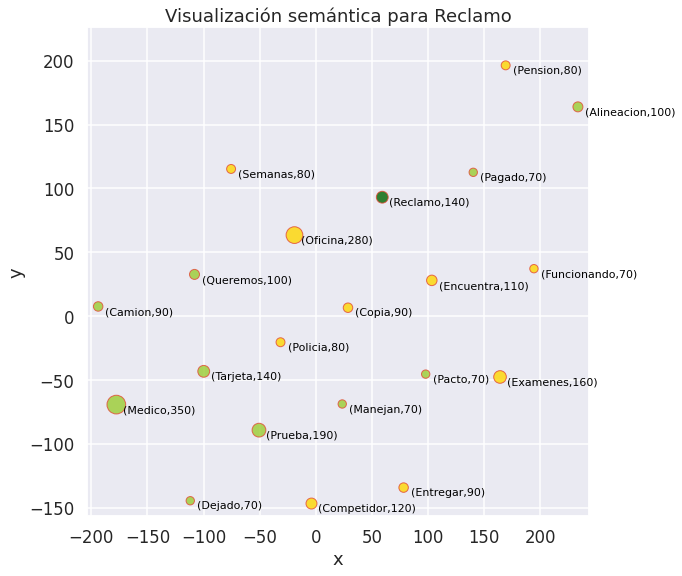 Visualización semántica para Reclamo
200
(Pension,80)
150
(Alineacion,100)
(Semanas,80)
(Pagado,70)
100
(Reclamo,140)
(Oficina,280)
50
(Queremos,100)
(Funcionando,70)
(Encuentra,110)
y
0
(Camion,90)
(Copia,90)
(Policia,80)
(Tarjeta,140)
(Pacto,70)
(Examenes,160)
−50
(Medico,350)
(Manejan,70)
(Prueba,190)
−100
(Entregar,90)
(Dejado,70)
(Competidor,120)
−150
−200 −150 −100 −50 0 50 100 150 200
x